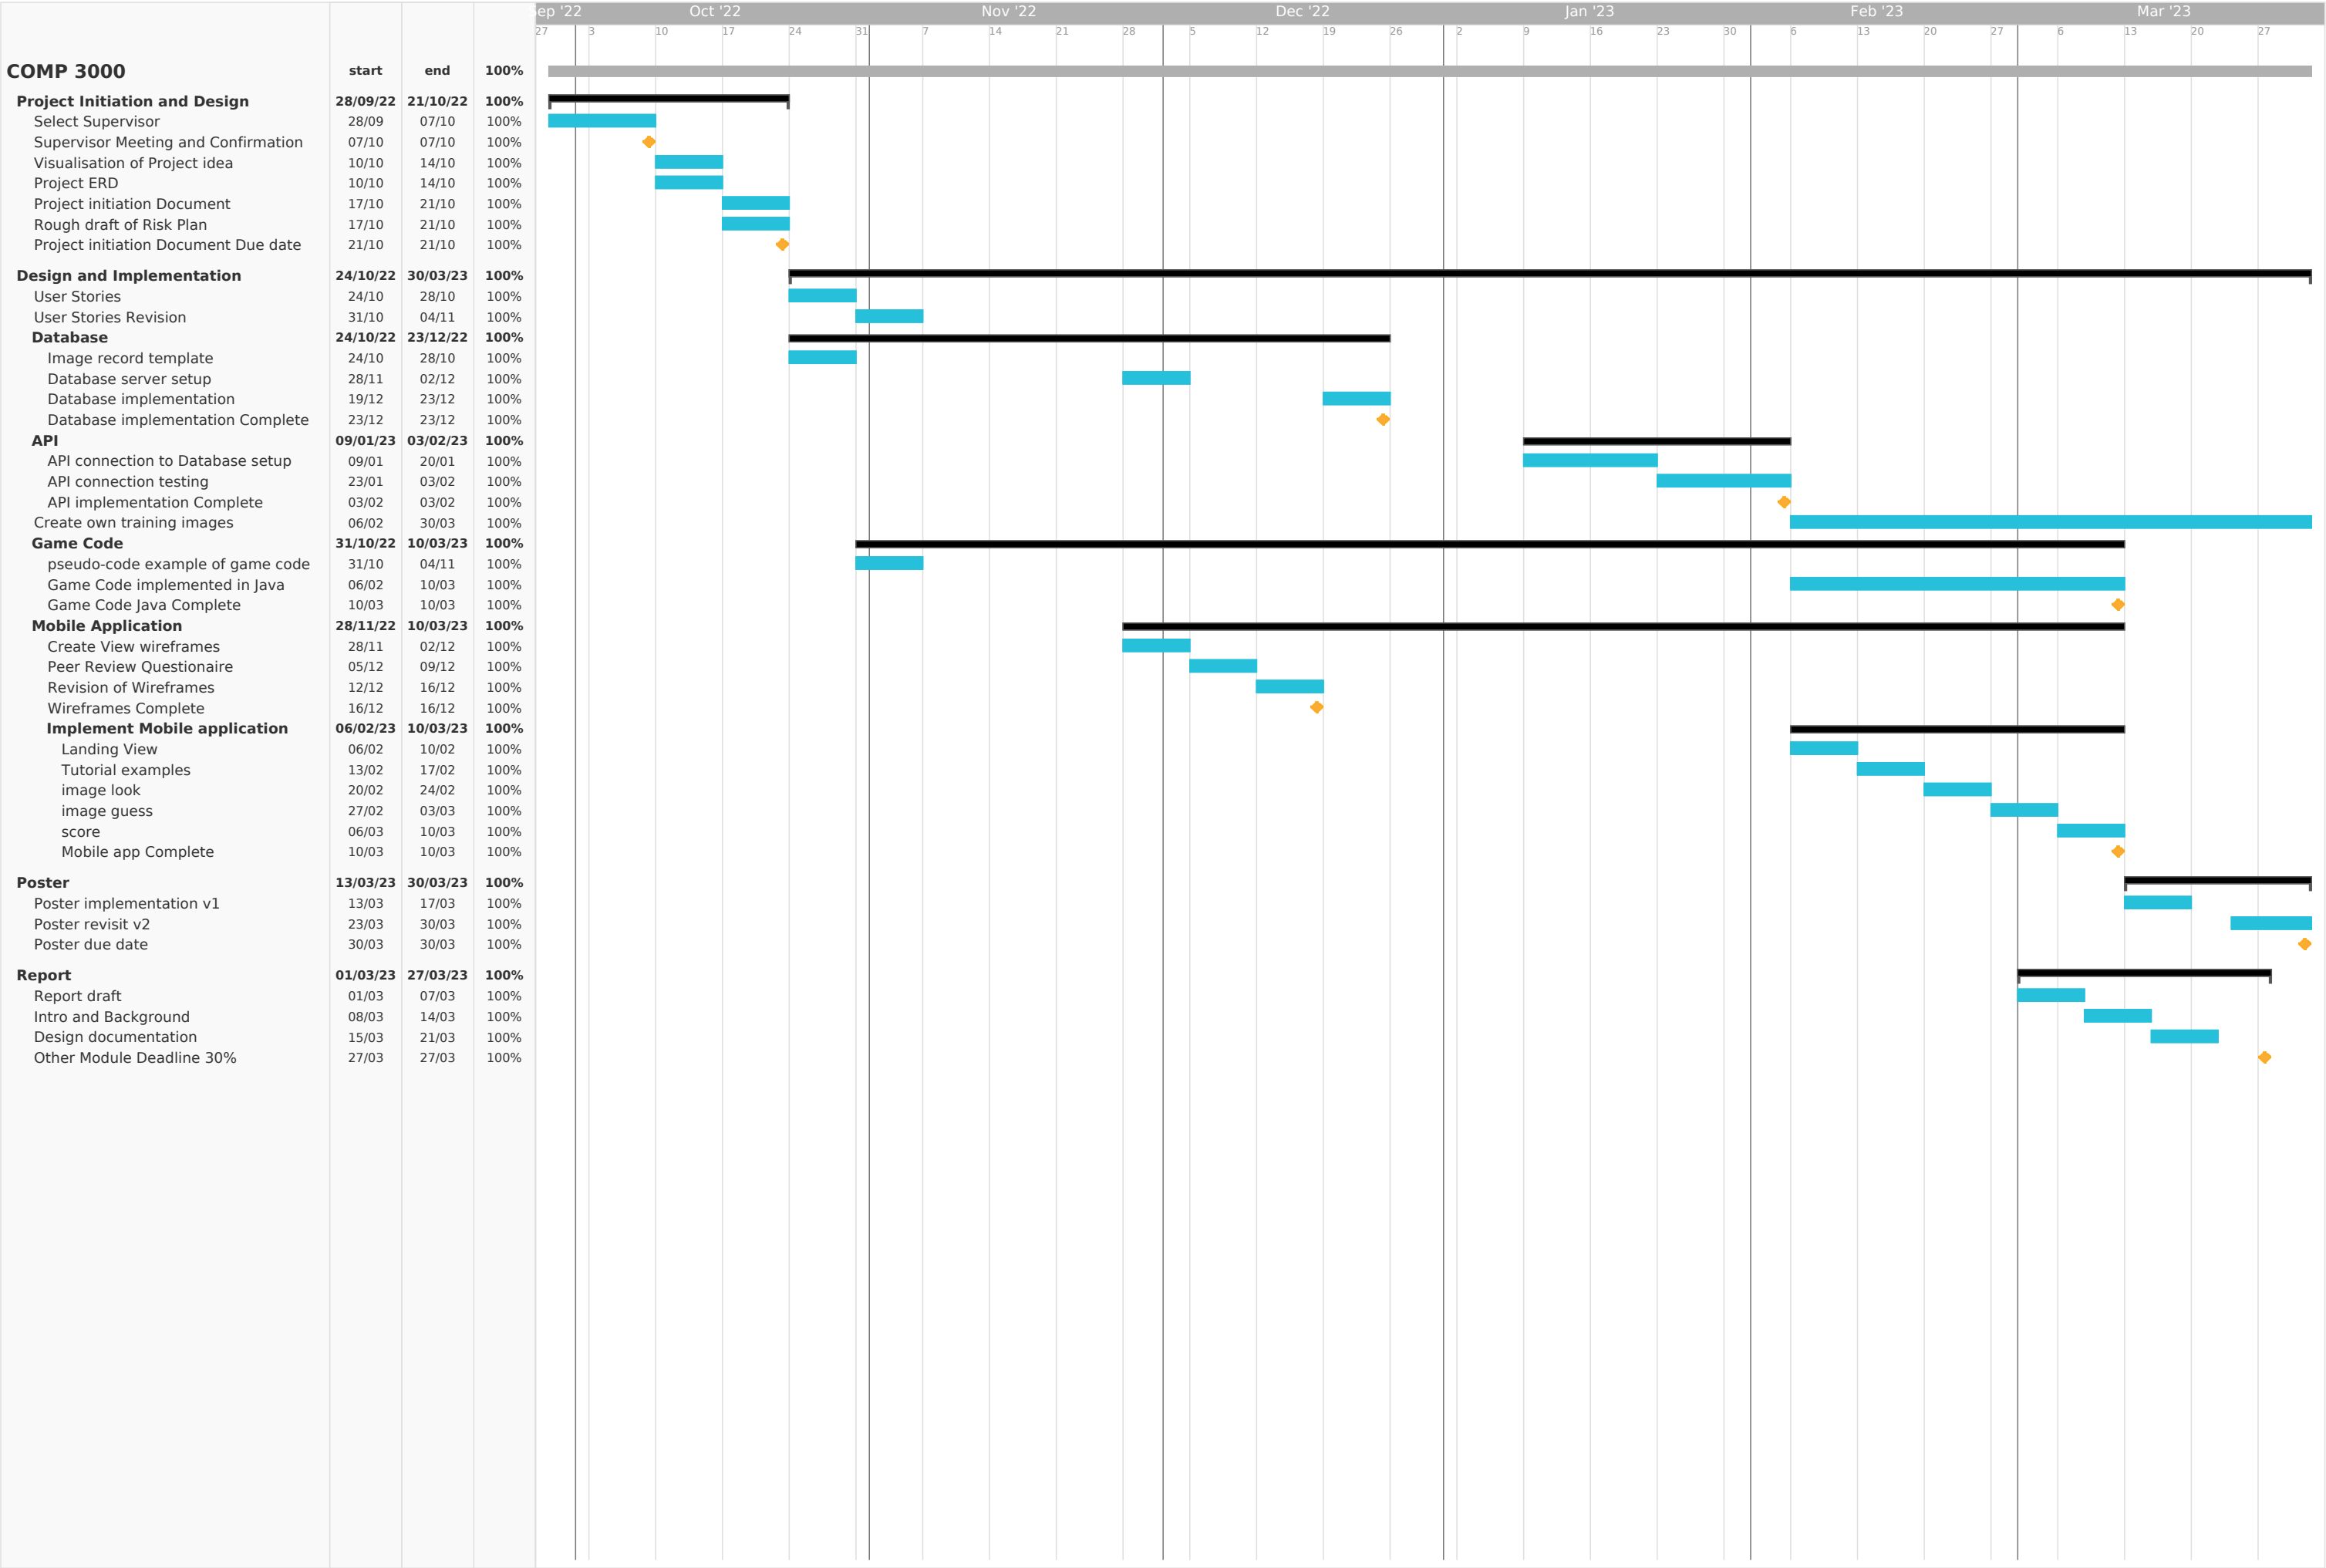 ep '22 Oct '22 Nov '22 Dec '22 Jan '23 Feb '23 Mar '23
27 3 10 17 24 31 7 14 21 28 5 12 19 26 2 9 16 23 30 6 13 20 27 6 13 20 27
COMP 3000 start end 100%
Project Initiation and Design 28/09/22 21/10/22 100%
Select Supervisor 28/09 07/10 100%
Supervisor Meeting and Confirmation 07/10 07/10 100%
Visualisation of Project idea 10/10 14/10 100%
Project ERD 10/10 14/10 100%
Project initiation Document 17/10 21/10 100%
Rough draft of Risk Plan 17/10 21/10 100%
Project initiation Document Due date 21/10 21/10 100%
Design and Implementation 24/10/22 30/03/23 100%
User Stories 24/10 28/10 100%
User Stories Revision 31/10 04/11 100%
Database 24/10/22 23/12/22 100%
Image record template 24/10 28/10 100%
Database server setup 28/11 02/12 100%
Database implementation 19/12 23/12 100%
Database implementation Complete 23/12 23/12 100%
API 09/01/23 03/02/23 100%
API connection to Database setup 09/01 20/01 100%
API connection testing 23/01 03/02 100%
API implementation Complete 03/02 03/02 100%
Create own training images 06/02 30/03 100%
Game Code 31/10/22 10/03/23 100%
pseudo-code example of game code 31/10 04/11 100%
Game Code implemented in Java 06/02 10/03 100%
Game Code Java Complete 10/03 10/03 100%
Mobile Application 28/11/22 10/03/23 100%
Create View wireframes 28/11 02/12 100%
Peer Review Questionaire 05/12 09/12 100%
Revision of Wireframes 12/12 16/12 100%
Wireframes Complete 16/12 16/12 100%
Implement Mobile application 06/02/23 10/03/23 100%
Landing View 06/02 10/02 100%
Tutorial examples 13/02 17/02 100%
image look 20/02 24/02 100%
image guess 27/02 03/03 100%
score 06/03 10/03 100%
Mobile app Complete 10/03 10/03 100%
Poster 13/03/23 30/03/23 100%
Poster implementation v1 13/03 17/03 100%
Poster revisit v2 23/03 30/03 100%
Poster due date 30/03 30/03 100%
Report 01/03/23 27/03/23 100%
Report draft 01/03 07/03 100%
Intro and Background 08/03 14/03 100%
Design documentation 15/03 21/03 100%
Other Module Deadline 30% 27/03 27/03 100%